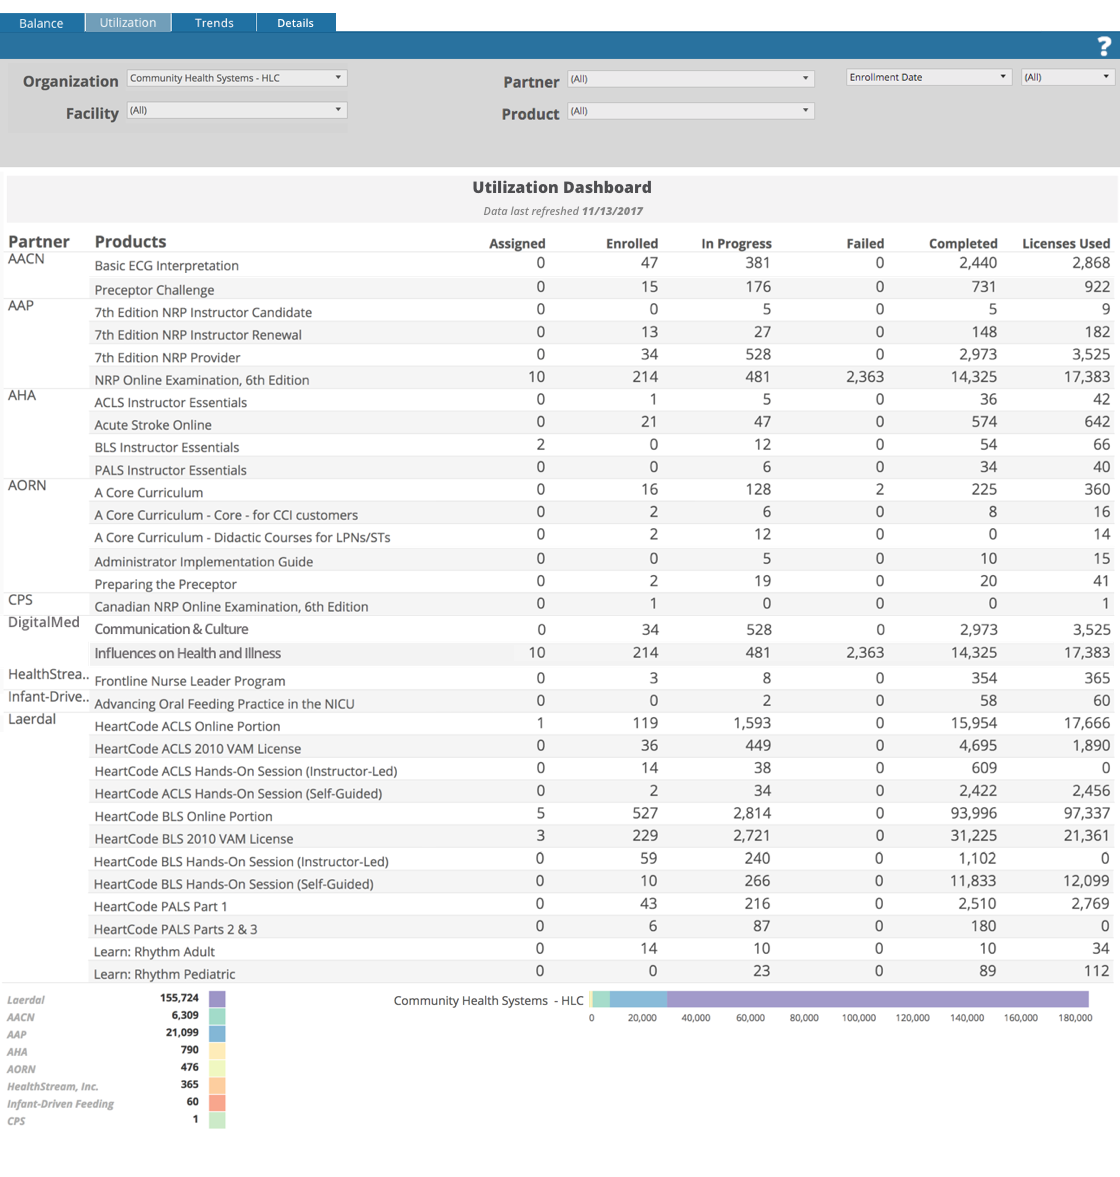 Balance Utilization Trends Details
?
Organization Community Health Systems - HLC Partner (All) Enrollment Date (All)
Facility (All) Product (All)
Utilization Dashboard
Data last refreshed 11/13/2017
Partner Products Assigned Enrolled In Progress Failed Completed Licenses Used
AACN Basic ECG Interpretation 0 47 381 0 2,440 2,868
Preceptor Challenge 0 15 176 0 731 922
AAP 7th Edition NRP Instructor Candidate 0 0 5 0 5 9
7th Edition NRP Instructor Renewal 0 13 27 0 148 182
7th Edition NRP Provider 0 34 528 0 2,973 3,525
NRP Online Examination, 6th Edition 10 214 481 2,363 14,325 17,383
AHA ACLS Instructor Essentials 0 1 5 0 36 42
Acute Stroke Online 0 21 47 0 574 642
BLS Instructor Essentials 2 0 12 0 54 66
PALS Instructor Essentials 0 0 6 0 34 40
AORN A Core Curriculum 0 16 128 2 225 360
A Core Curriculum - Core - for CCI customers 0 2 6 0 8 16
A Core Curriculum - Didactic Courses for LPNs/STs 0 2 12 0 0 14
Administrator Implementation Guide 0 0 5 0 10 15
Preparing the Preceptor 0 2 19 0 20 41
CPS Canadian NRP Online Examination, 6th Edition 0 1 0 0 0 1
DigitalMed Communication & Culture 0 34 528 0 2,973 3,525
Influences on Health and Illness 10 214 481 2,363 14,325 17,383
HealthStrea.. Frontline Nurse Leader Program 0 3 8 0 354 365
Infant-Drive.. Advancing Oral Feeding Practice in the NICU 0 0 2 0 58 60
Laerdal HeartCode ACLS Online Portion 1 119 1,593 0 15,954 17,666
HeartCode ACLS 2010 VAM License 0 36 449 0 4,695 1,890
HeartCode ACLS Hands-On Session (Instructor-Led) 0 14 38 0 609 0
HeartCode ACLS Hands-On Session (Self-Guided) 0 2 34 0 2,422 2,456
HeartCode BLS Online Portion 5 527 2,814 0 93,996 97,337
HeartCode BLS 2010 VAM License 3 229 2,721 0 31,225 21,361
HeartCode BLS Hands-On Session (Instructor-Led) 0 59 240 0 1,102 0
HeartCode BLS Hands-On Session (Self-Guided) 0 10 266 0 11,833 12,099
HeartCode PALS Part 1 0 43 216 0 2,510 2,769
HeartCode PALS Parts 2 & 3 0 6 87 0 180 0
Learn: Rhythm Adult 0 14 10 0 10 34
Learn: Rhythm Pediatric 0 0 23 0 89 112
Laerdal 155,724
AACN 6,309
AAP 21,099
AHA 790
AORN 476
HealthStream, Inc. 365
Infant-Driven Feeding 60
CPS 1
Community Health Systems - HLC
0 20,000 40,000 60,000 80,000 100,000 120,000 140,000 160,000 180,000